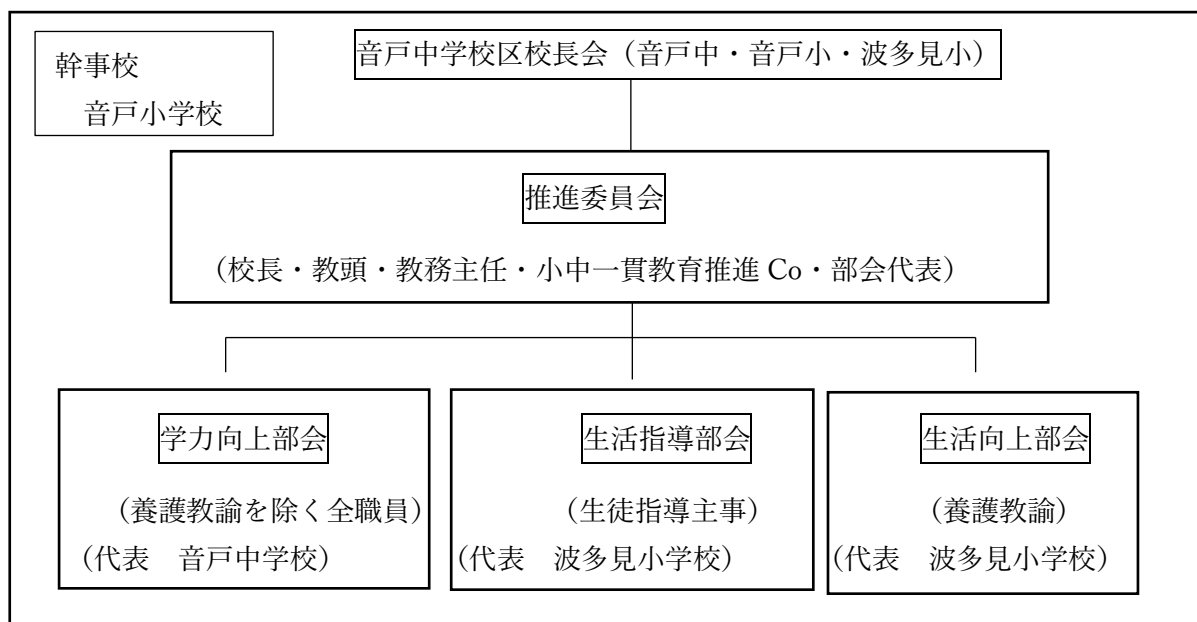 幹事校
音戸小学校
音戸中学校区校長会（音戸中・音戸小・波多見小）
推進委員会
（校長・教頭・教務主任・小中一貫教育推進 Co・部会代表）
学力向上部会
（養護教諭を除く全職員）
（代表　音戸中学校）
生活指導部会
（生徒指導主事）
（代表　波多見小学校）
生活向上部会
（養護教諭）
（代表　波多見小学校）